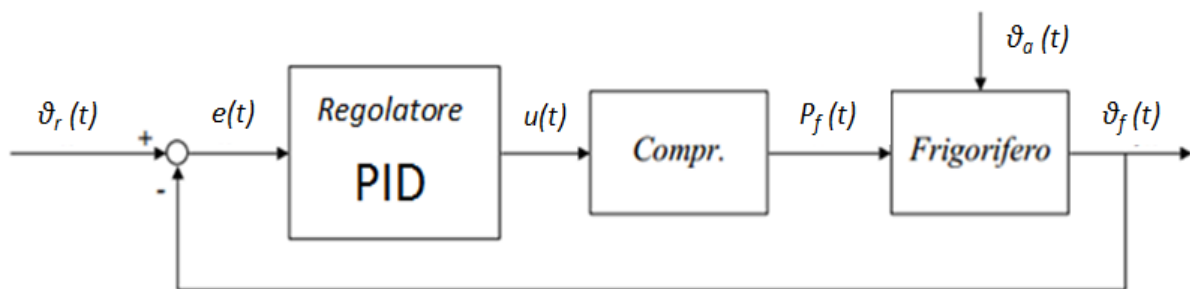 ϑa (t)
ϑr (t)
+
-
e(t)
Regolatore
PID
u(t)
Compr.
Pf (t)
Frigorifero
ϑf (t)